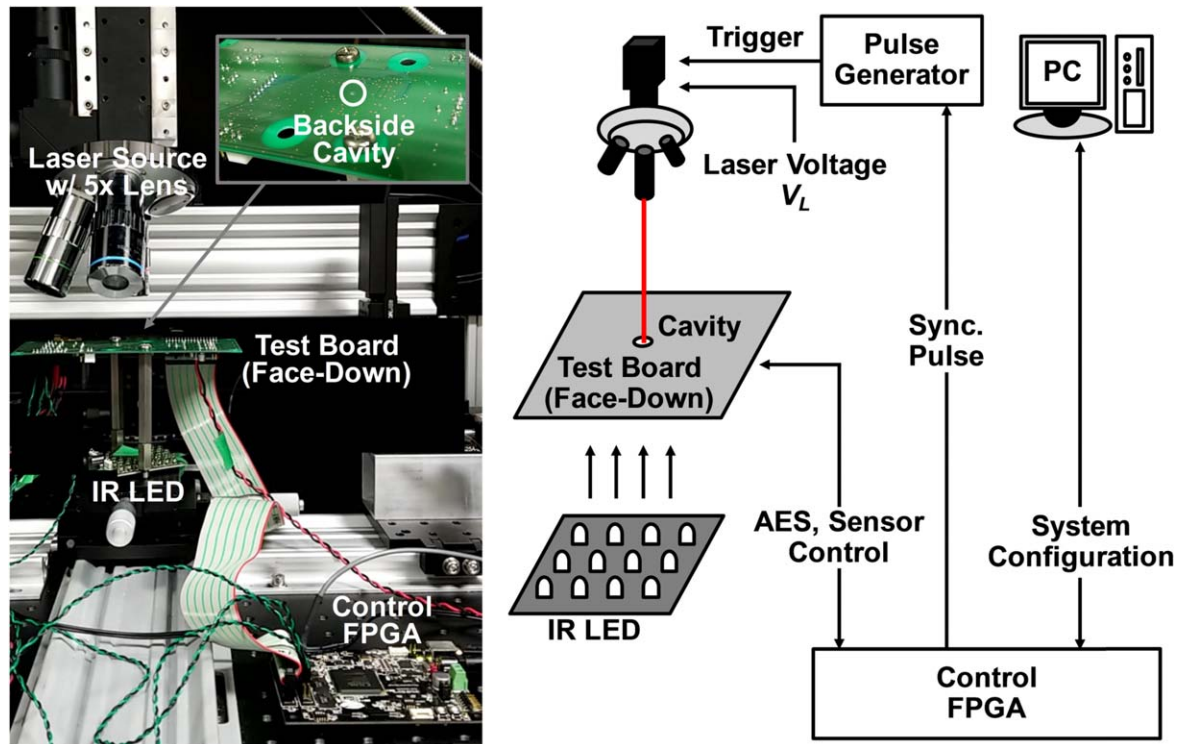 Backside
Cavity
Laser Source
w/ 5x Lens
Test Board
(Face-Down)
IR LED
Control
FPGA
Trigger
Pulse
Generator
PC
Laser Voltage
V_L
Cavity
Test Board
(Face-Down)
Sync.
Pulse
AES, Sensor
Control
System
Configuration
IR LED
Control
FPGA